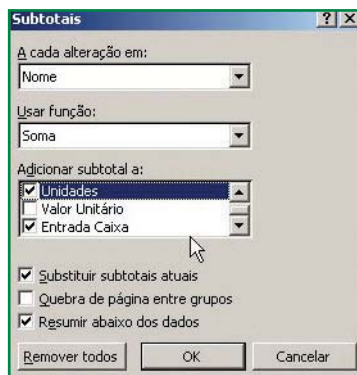 Subtotais
A cada alteração em:
Nome
Usar função:
Soma
Adicionar subtotal a:
Unidades
Valor Unitário
Entrada Caixa
Substituir subtotais atuais
Quebra de página entre grupos
Resumir abaixo dos dados
Remover todos OK Cancelar